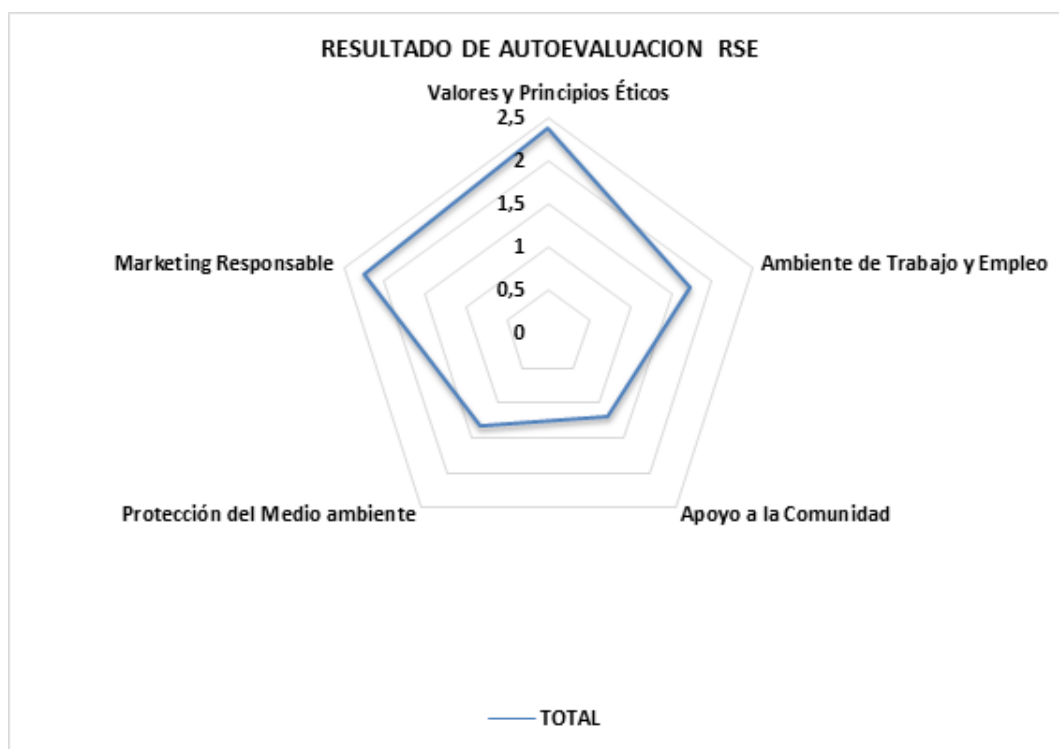 RESULTADO DE AUTOEVALUACION RSE
Valores y Principios Éticos
2,5
2
1,5
1
0,5
0
Marketing Responsable
Ambiente de Trabajo y Empleo
Protección del Medio ambiente
Apoyo a la Comunidad
TOTAL